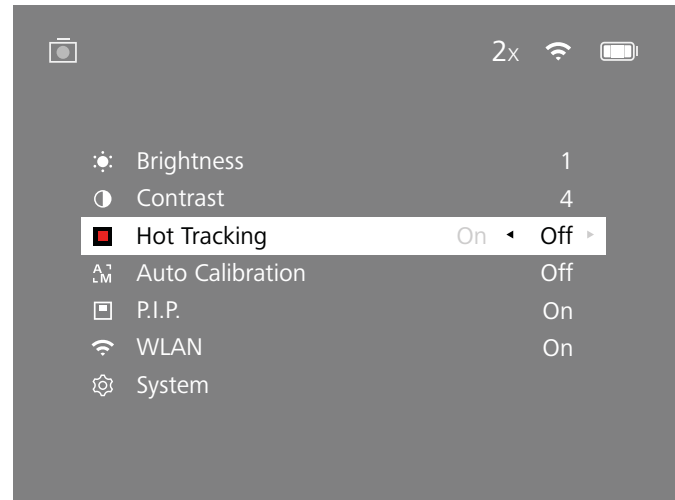 2x
Brightness 1
Contrast 4
Hot Tracking On Off
A M Auto Calibration Off
P.I.P. On
WLAN On
System